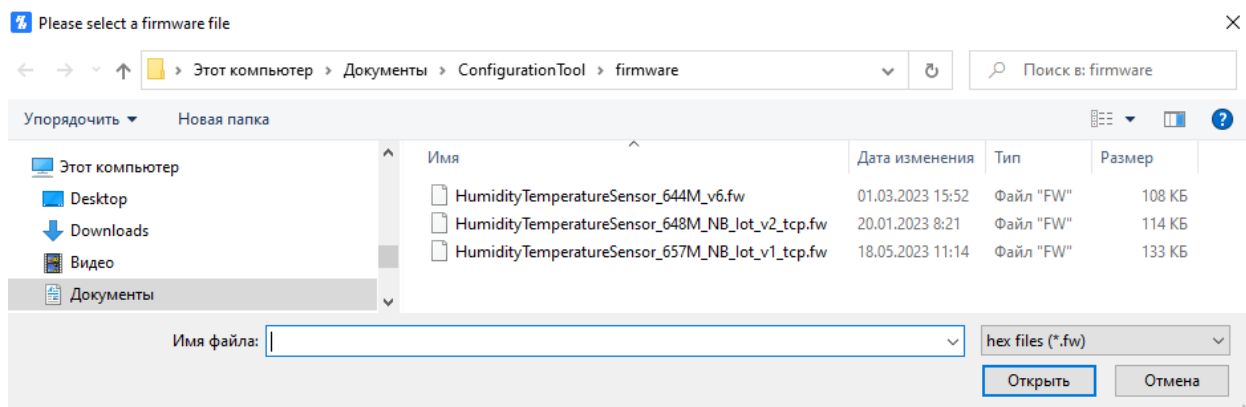 Please select a firmware file
Этот компьютер > Документы > ConfigurationTool > firmware
Поиск в: firmware
Упорядочить Новая папка
Этот компьютер
Desktop
Downloads
Видео
Документы
Имя Дата изменения Тип Размер
HumidityTemperatureSensor_644M_v6.fw 01.03.2023 15:52 Файл "FW" 108 КБ
HumidityTemperatureSensor_648M_NB_Iot_v2_tcp.fw 20.01.2023 8:21 Файл "FW" 114 КБ
HumidityTemperatureSensor_657M_NB_Iot_v1_tcp.fw 18.05.2023 11:14 Файл "FW" 133 КБ
Имя файла: hex files (*.fw)
Открыть Отмена